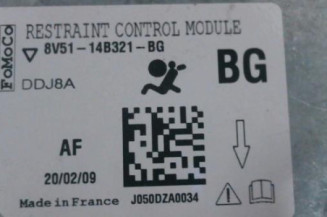 FoMoCo
RESTRAINT CONTROL MODULE
8V51-14B321-BG
DDJ8A
BG
AF
20/02/09
Made in France
J050DZA0034